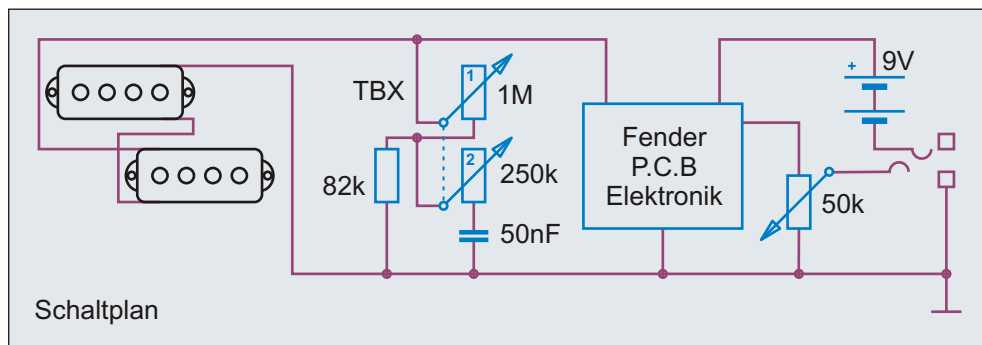 TBX
1
1M
82k
2
250k
50nF
Fender
P.C.B
Elektronik
9V
+
50k
Schaltplan